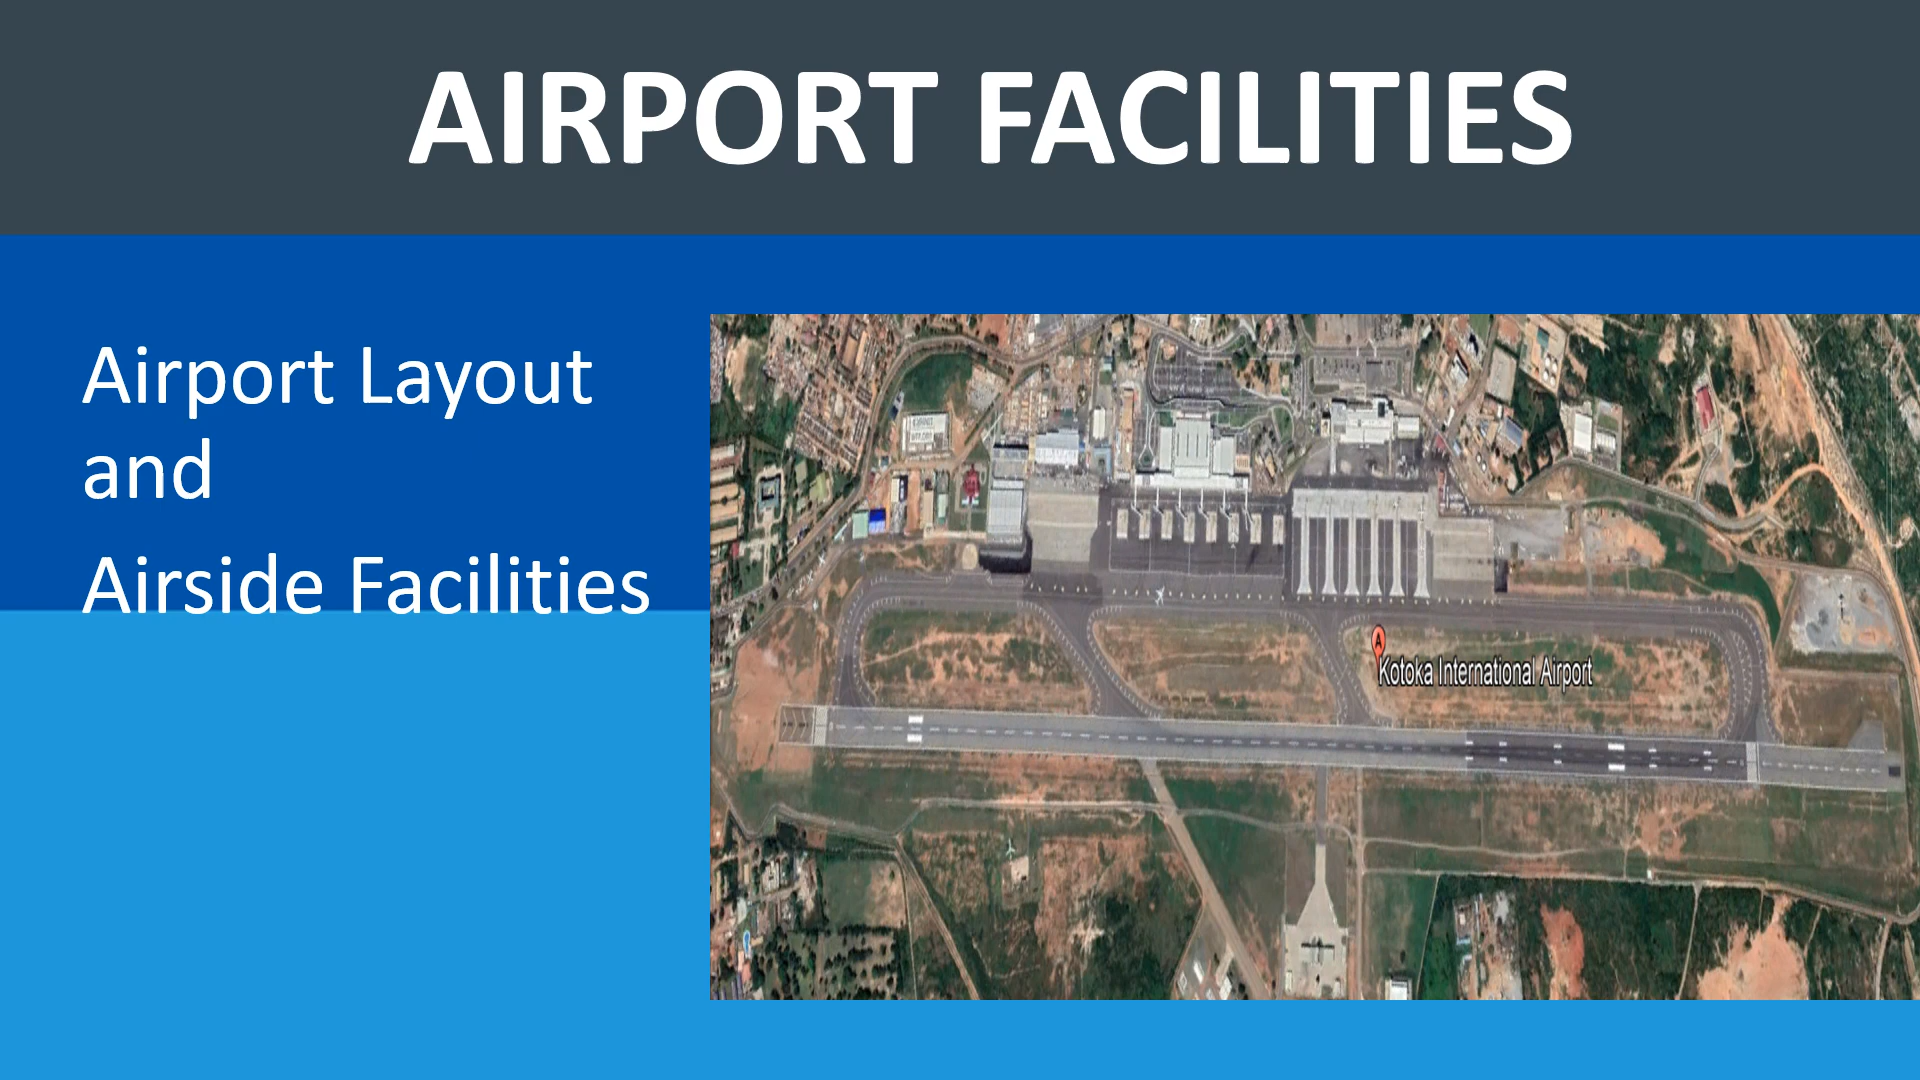 AIRPORT FACILITIES
Airport Layout
and
Airside Facilities
A
Kotoka International Airport